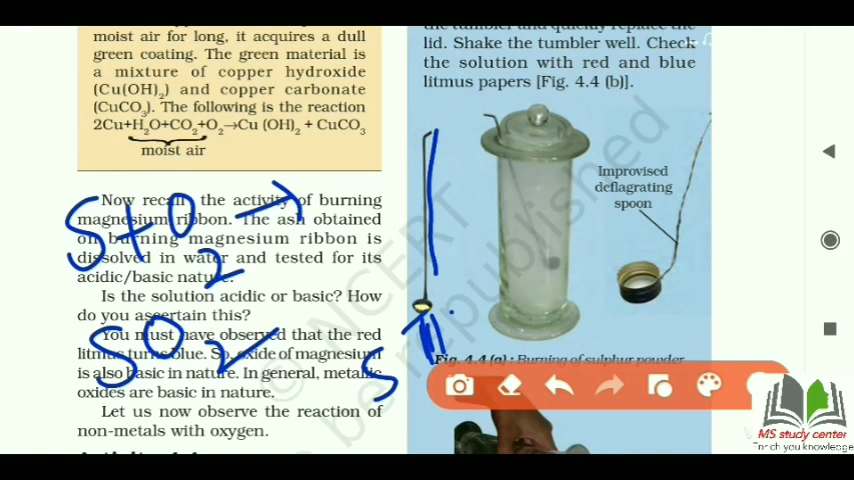 moist air for long, it acquires a dull
green coating. The green material is
a mixture of copper hydroxide
(Cu(OH)₂) and copper carbonate
(CuCO₃). The following is the reaction
2Cu+H₂O+CO₂+O₂→Cu (OH)₂ + CuCO₃
moist air
Now recall the activity of burning
magnesium ribbon. The ash obtained
on burning magnesium ribbon is
dissolved in water and tested for its
acidic/basic nature.
Is the solution acidic or basic? How
do you ascertain this?
You must have observed that the red
litmus turns blue. So, oxide of magnesium
is also basic in nature. In general, metallic
oxides are basic in nature.
Let us now observe the reaction of
non-metals with oxygen.
S+O₂→
SO₂
S
the tumbler and quickly replace the
lid. Shake the tumbler well. Check
the solution with red and blue
litmus papers [Fig. 4.4 (b)].
Improvised
deflagrating
spoon
Fig. 4.4 (a) : Burning of sulphur powder
© NCERT
be republished
MS study center
Enrich you knowledge